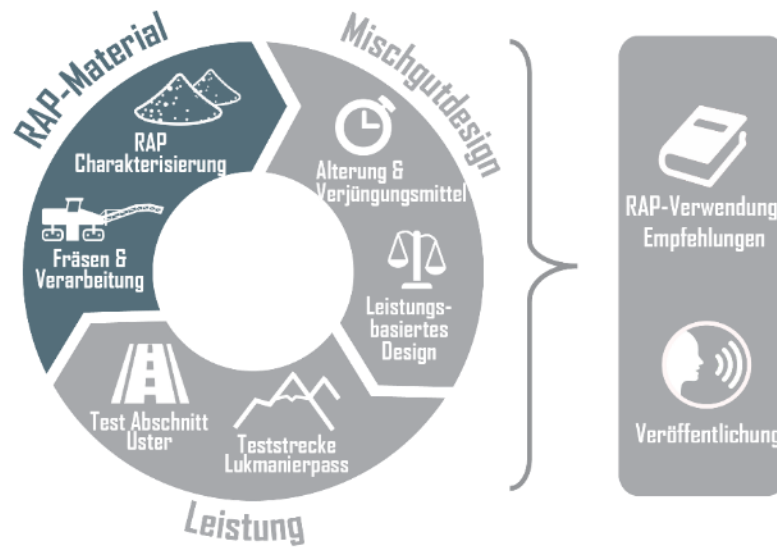 RAP-Material
RAP
Charakterisierung
Fräsen &
Verarbeitung
Mischgutdesign
Alterung &
Verjüngungsmittel
Leistungs-
basiertes
Design
Test Abschnitt
Uster
Teststrecke
Lukmanierpass
Leistung
RAP-Verwendung
Empfehlungen
Veröffentlichung